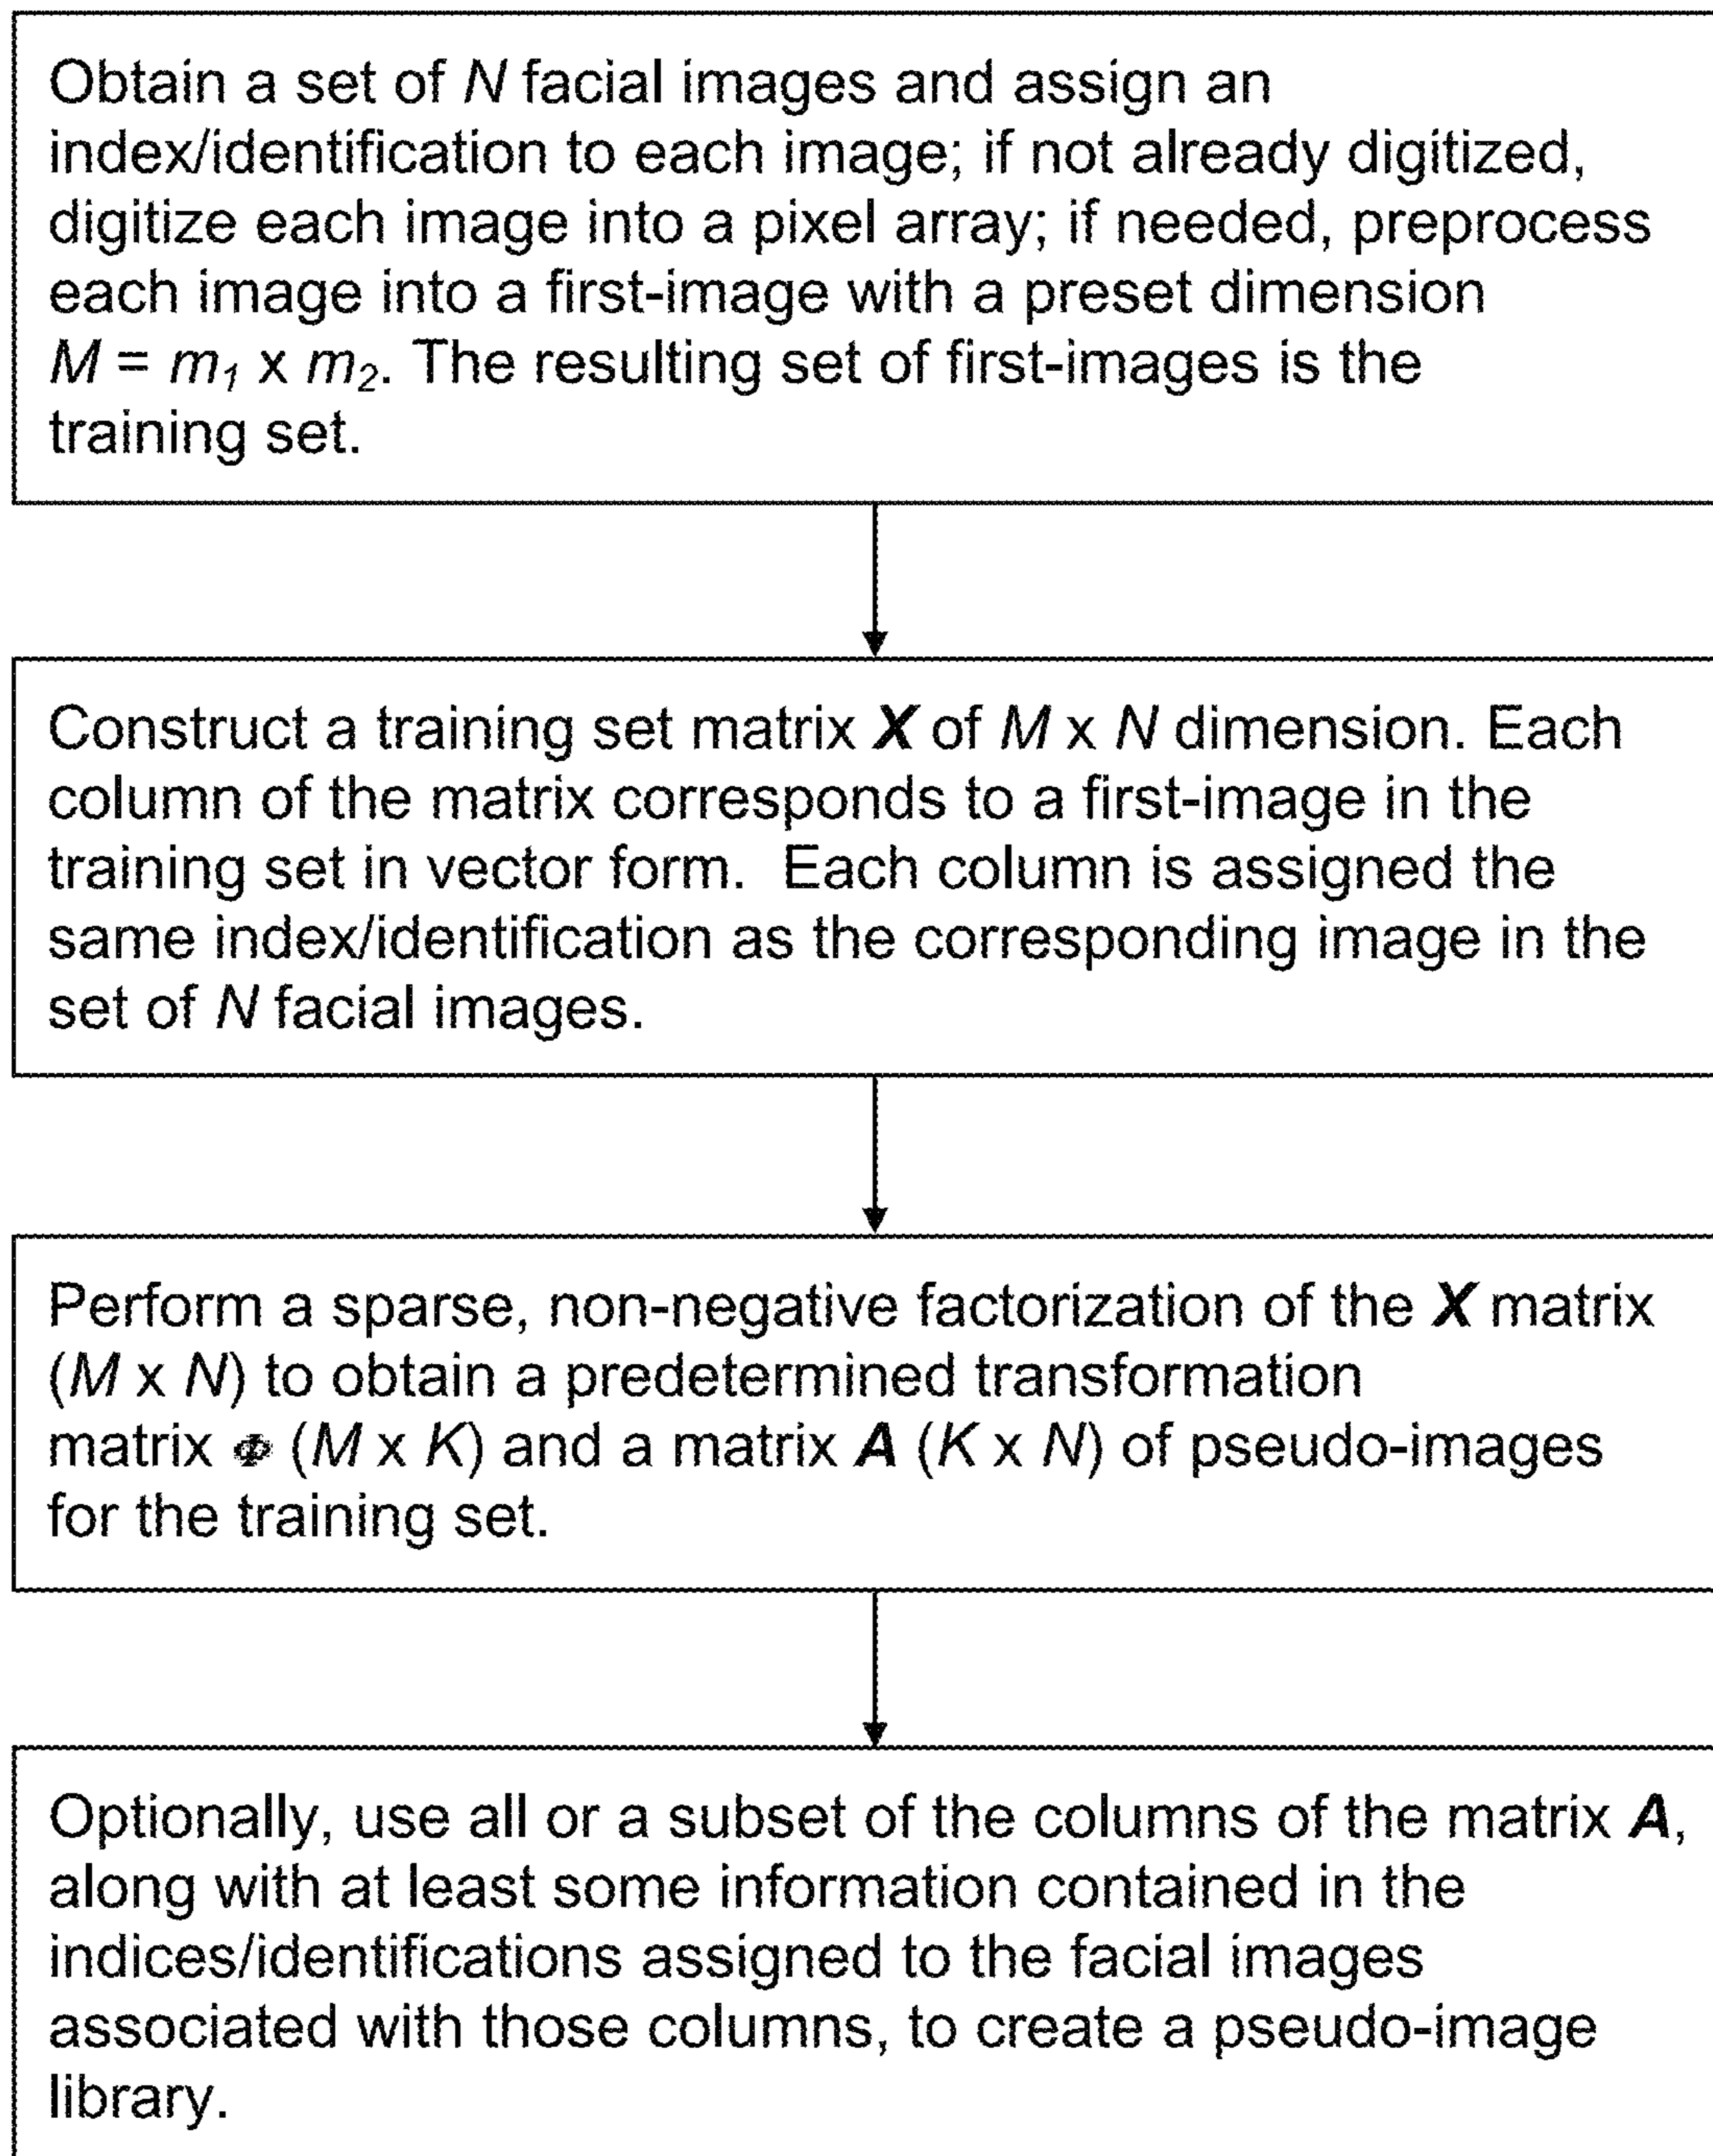 Obtain a set of N facial images and assign an
index/identification to each image; if not already digitized,
digitize each image into a pixel array; if needed, preprocess
each image into a first-image with a preset dimension
M = m₁ x m₂. The resulting set of first-images is the
training set.
Construct a training set matrix X of M x N dimension. Each
column of the matrix corresponds to a first-image in the
training set in vector form.  Each column is assigned the
same index/identification as the corresponding image in the
set of N facial images.
Perform a sparse, non-negative factorization of the X matrix
(M x N) to obtain a predetermined transformation
matrix Φ (M x K) and a matrix A (K x N) of pseudo-images
for the training set.
Optionally, use all or a subset of the columns of the matrix A,
along with at least some information contained in the
indices/identifications assigned to the facial images
associated with those columns, to create a pseudo-image
library.